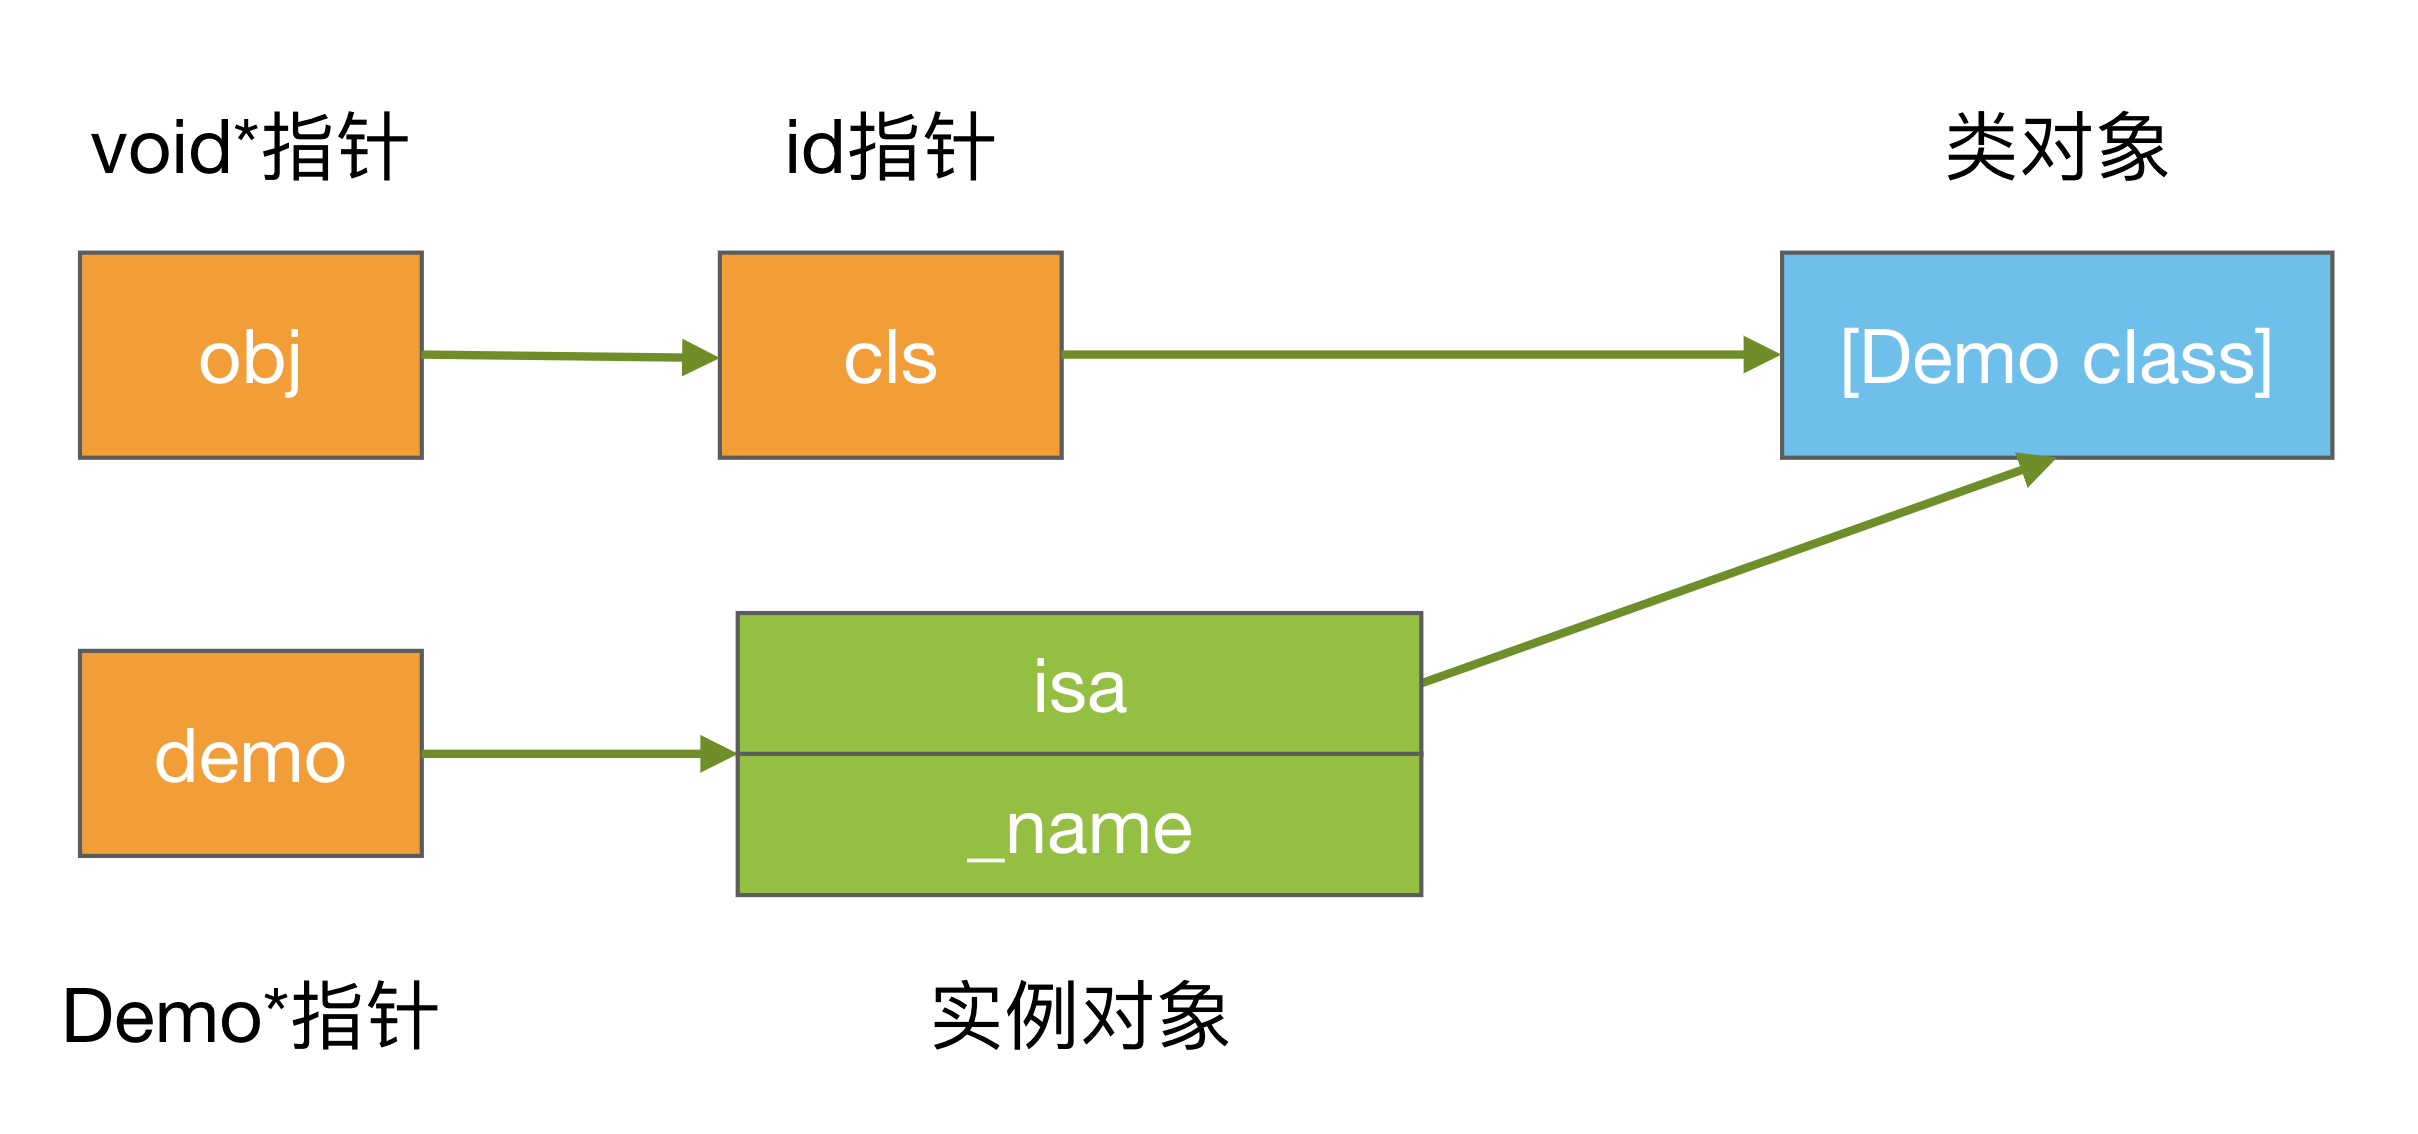 void*指针
id指针
类对象
obj
cls
[Demo class]
demo
isa
_name
Demo*指针
实例对象